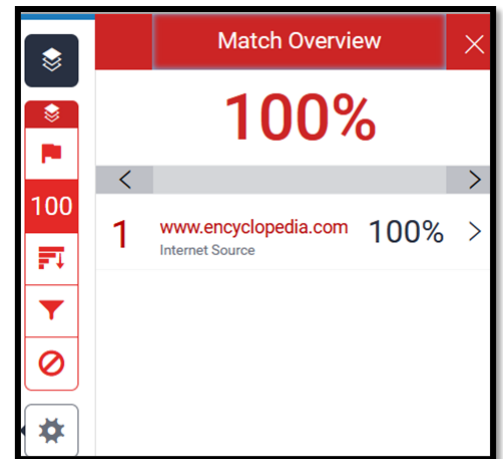 Match Overview
100%
100
1 www.encyclopedia.com 100%
Internet Source